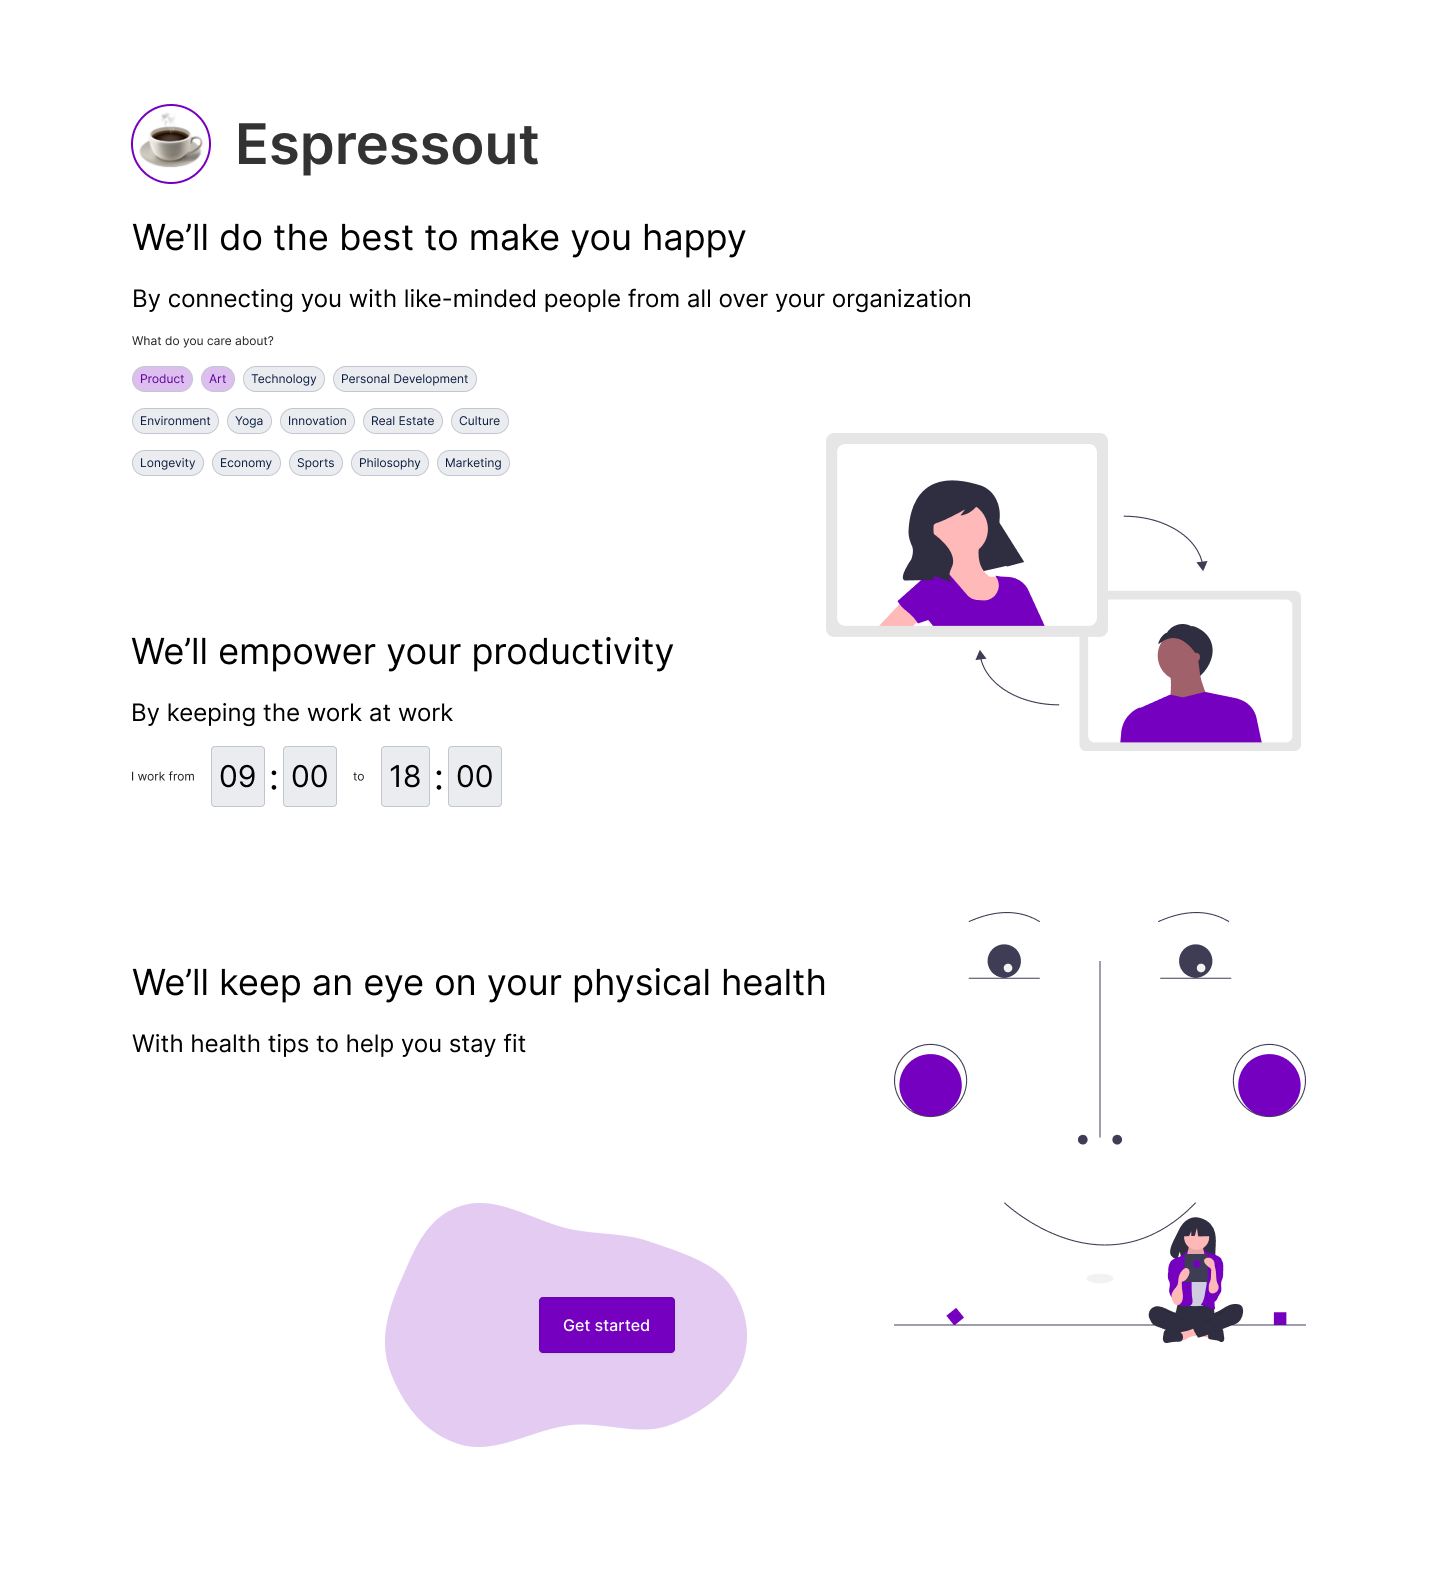 Espressout
We’ll do the best to make you happy
By connecting you with like-minded people from all over your organization
What do you care about?
Product Art Technology Personal Development
Environment Yoga Innovation Real Estate Culture
Longevity Economy Sports Philosophy Marketing
We’ll empower your productivity
By keeping the work at work
I work from 09 : 00 to 18 : 00
We’ll keep an eye on your physical health
With health tips to help you stay fit
Get started